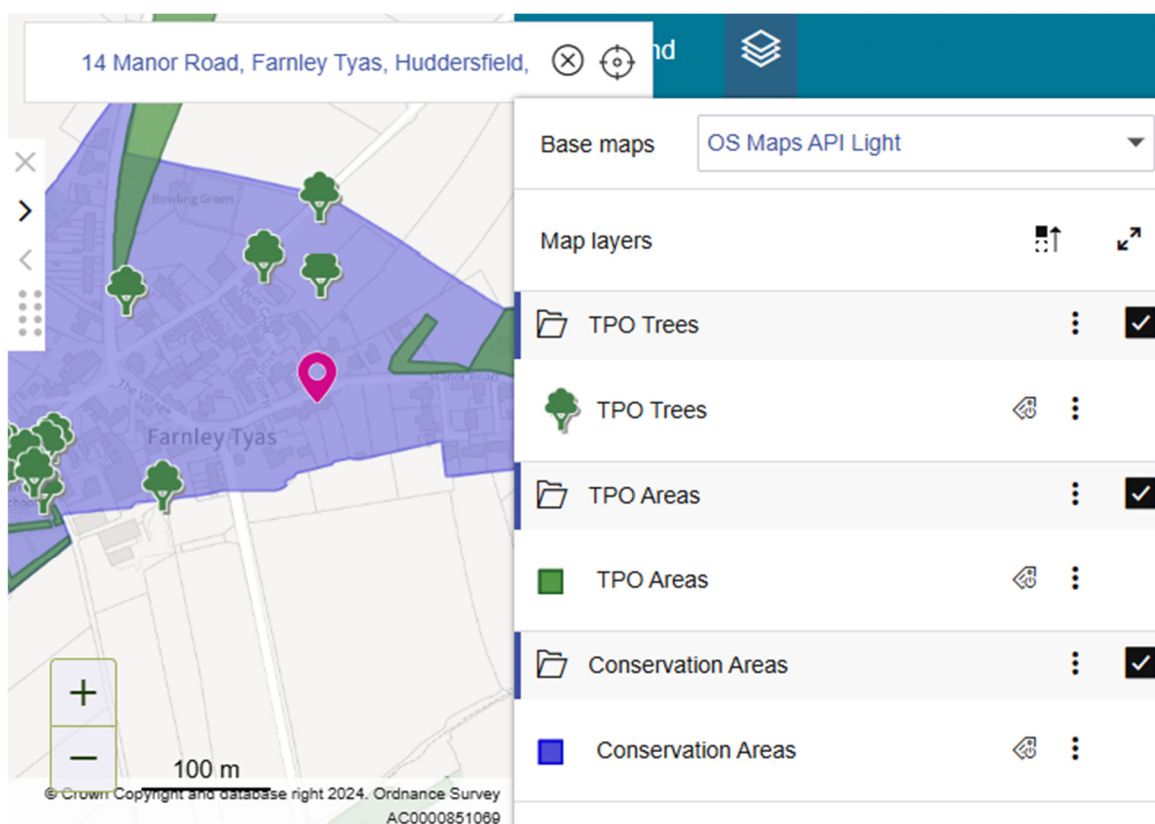 14 Manor Road, Farnley Tyas, Huddersfield,
nd
Base maps
OS Maps API Light
Map layers
TPO Trees
TPO Trees
TPO Areas
TPO Areas
Conservation Areas
Conservation Areas
Bowling Green
The Village
Manor Road
Farnley Tyas
+
−
100 m
© Crown Copyright and database right 2024. Ordnance Survey
AC0000851069